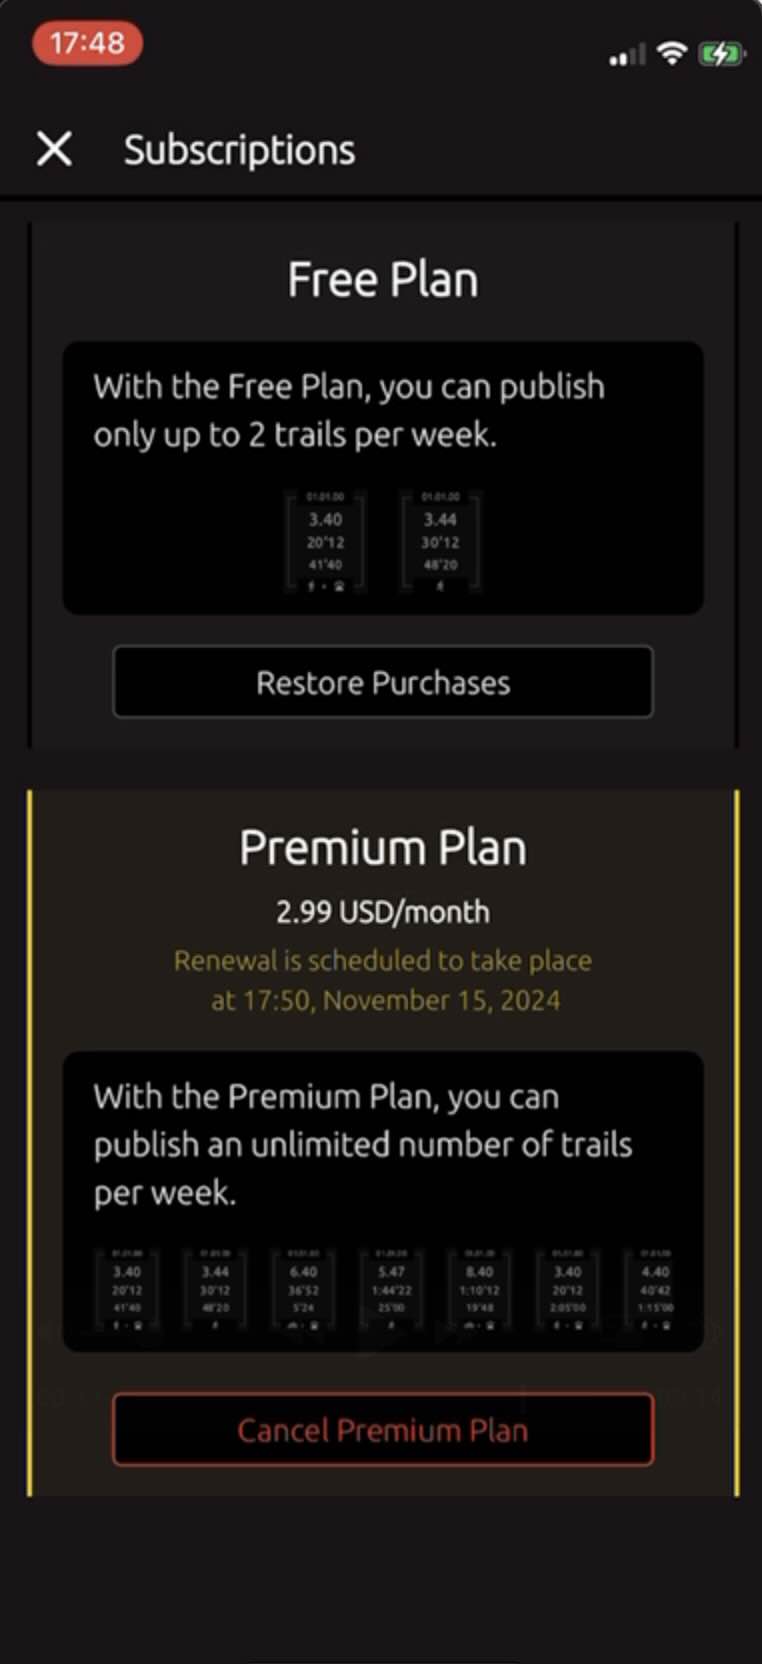 17:48
Subscriptions
Free Plan
With the Free Plan, you can publish
only up to 2 trails per week.
01.01.00 01.01.00
3.40 3.44
20'12 30'12
41'40 48'20
Restore Purchases
Premium Plan
2.99 USD/month
Renewal is scheduled to take place
at 17:50, November 15, 2024
With the Premium Plan, you can
publish an unlimited number of trails
per week.
3.40 3.44 6.40 5.47 8.40 3.40 4.40
20'12 30'12 36'52 1:44'22 1:10'12 20'12 40'42
41'40 48'20 5'24 25'00 19'48 2:05'00 1:15'00
Cancel Premium Plan